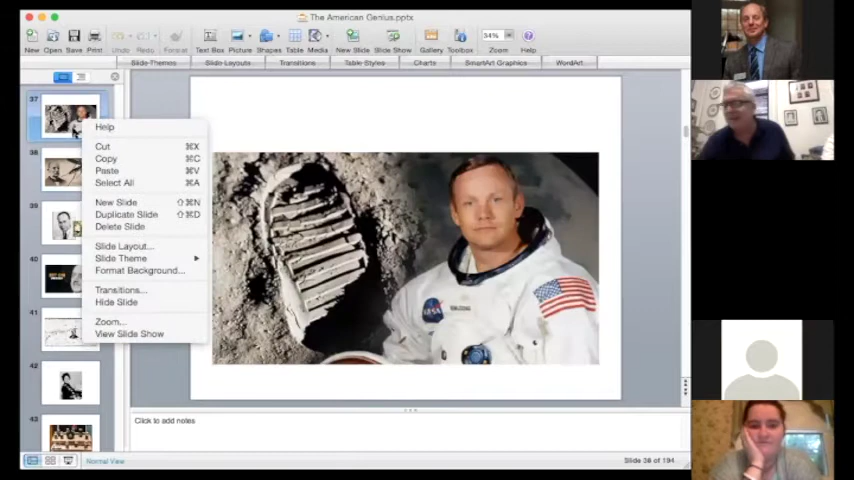 The American Genius.pptx
New Open Save Print Undo Redo Format Text Box Picture Shapes Table Media New Slide Slide Show Gallery Toolbox Zoom Help
34%
Slide Themes Slide Layouts Transitions Table Styles Charts SmartArt Graphics WordArt
37
38
39
40
41
42
43
Help
Cut ⌘X
Copy ⌘C
Paste ⌘V
Select All ⌘A
New Slide ⇧⌘N
Duplicate Slide ⇧⌘D
Delete Slide
Slide Layout...
Slide Theme
Format Background...
Transitions...
Hide Slide
Zoom...
View Slide Show
NASA
Click to add notes
Normal View
Slide 38 of 194